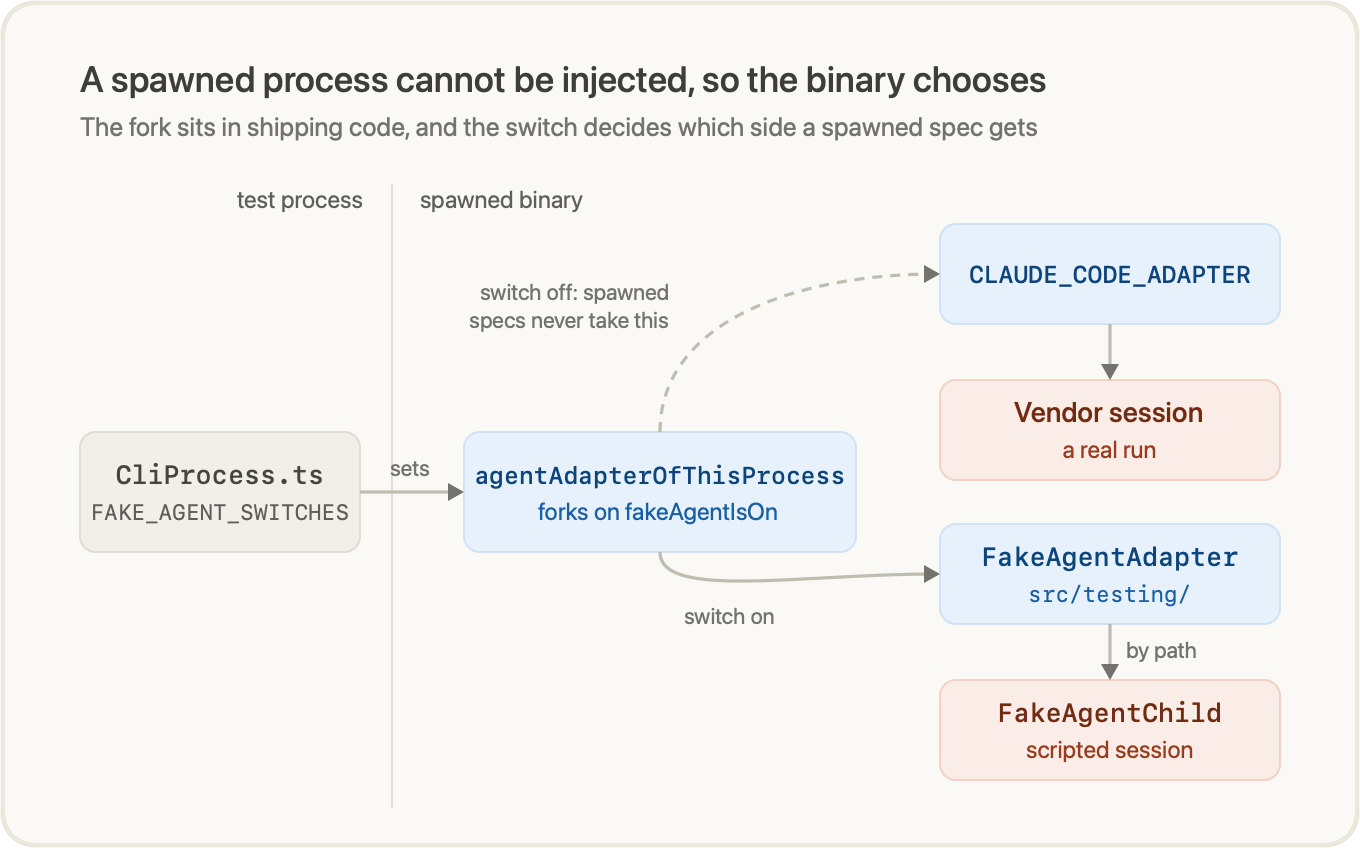 A spawned process cannot be injected, so the binary chooses
The fork sits in shipping code, and the switch decides which side a spawned spec gets
test process
spawned binary
CLAUDE_CODE_ADAPTER
switch off: spawned
specs never take this
Vendor session
a real run
CliProcess.ts
FAKE_AGENT_SWITCHES
sets
agentAdapterOfThisProcess
forks on fakeAgentIsOn
FakeAgentAdapter
src/testing/
switch on
by path
FakeAgentChild
scripted session